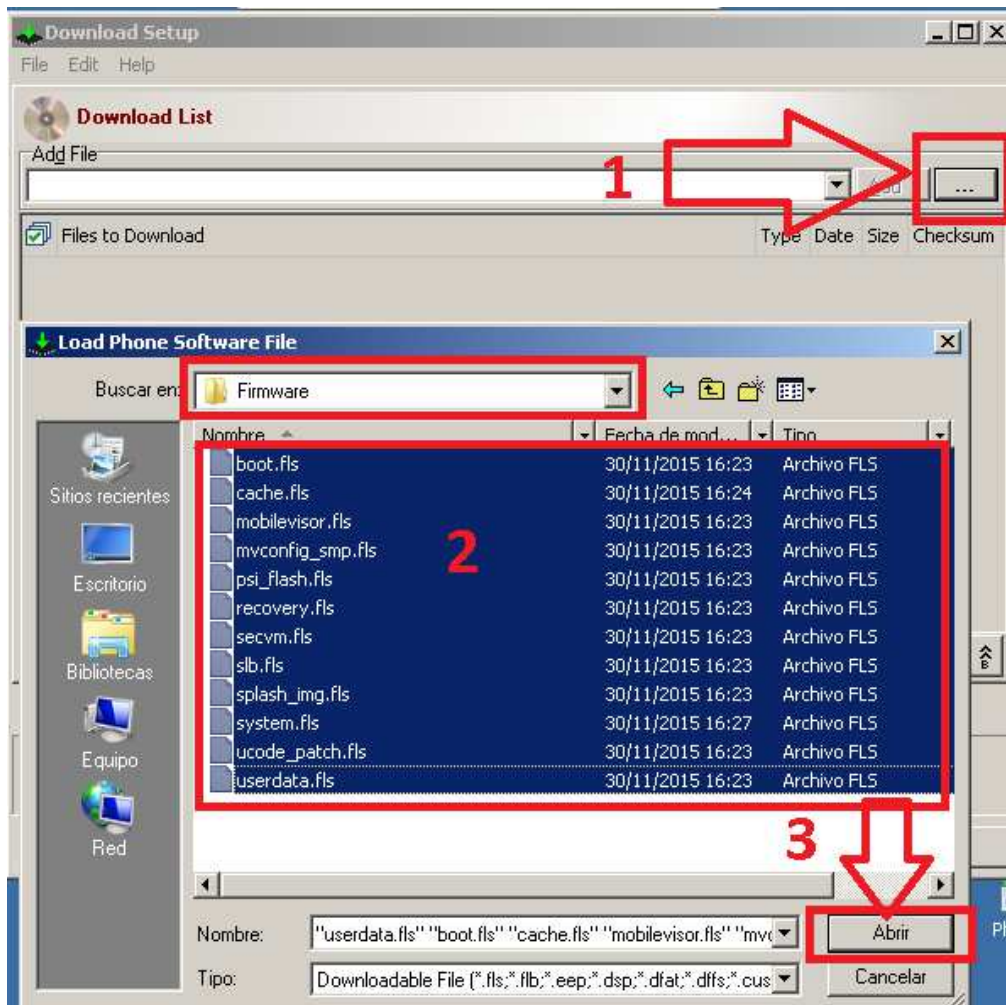 Download Setup
File Edit Help
Download List
Add File
1
...
Files to Download Type Date Size Checksum
Load Phone Software File
Buscar en: Firmware
Nombre Fecha de mod... Tipo
boot.fls 30/11/2015 16:23 Archivo FLS
cache.fls 30/11/2015 16:24 Archivo FLS
mobilevisor.fls 30/11/2015 16:23 Archivo FLS
mvconfig_smp.fls 30/11/2015 16:23 Archivo FLS
psi_flash.fls 30/11/2015 16:23 Archivo FLS
recovery.fls 30/11/2015 16:23 Archivo FLS
secvm.fls 30/11/2015 16:23 Archivo FLS
slb.fls 30/11/2015 16:23 Archivo FLS
splash_img.fls 30/11/2015 16:23 Archivo FLS
system.fls 30/11/2015 16:27 Archivo FLS
ucode_patch.fls 30/11/2015 16:23 Archivo FLS
userdata.fls 30/11/2015 16:23 Archivo FLS
2
Sitios recientes
Escritorio
Bibliotecas
Equipo
Red
3
Nombre: "userdata.fls" "boot.fls" "cache.fls" "mobilevisor.fls" "mvc
Abrir
Tipo: Downloadable File (*.fls;*.flb;*.eep;*.dsp;*.dfat;*.dffs;*.cus
Cancelar